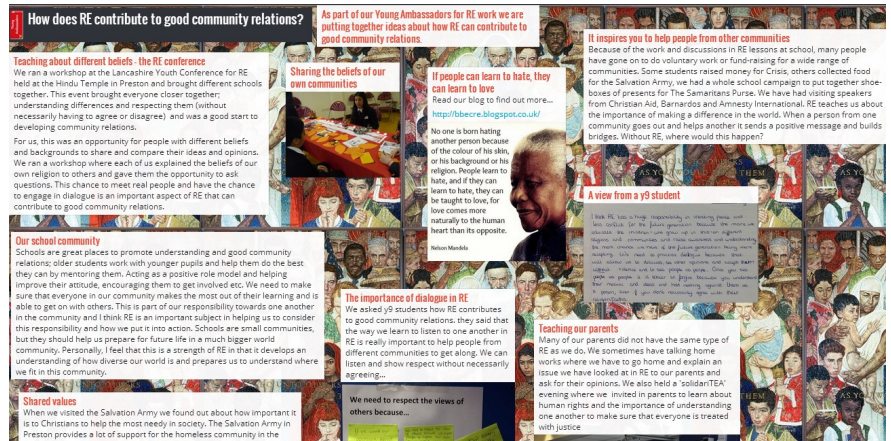 How does RE contribute to good community relations?
As part of our Young Ambassadors for RE work we are
putting together ideas about how RE can contribute to
good community relations.
Teaching about different beliefs - the RE conference
We ran a workshop at the Lancashire Youth Conference for RE
held at the Hindu Temple in Preston and brought different schools
together. This event brought everyone closer together;
understanding differences and respecting them (without
necessarily having to agree or disagree) and was a good start to
developing community relations.
For us, this was an opportunity for people with different beliefs
and backgrounds to share and compare their ideas and opinions.
We ran a workshop where each of us explained the beliefs of our
own religion to others and gave them the opportunity to ask
questions. This chance to meet real people and have the chance
to engage in dialogue is an important aspect of RE that can
contribute to good community relations.
Sharing the beliefs of our
own communities
If people can learn to hate, they
can learn to love
Read our blog to find out more...
http://bbecre.blogspot.co.uk/
No one is born hating
another person because
of the colour of his skin,
or his background or his
religion. People learn to
hate, and if they can
learn to hate, they can
be taught to love, for
love comes more
naturally to the human
heart than its opposite.
Nelson Mandela
It inspires you to help people from other communities
Because of the work and discussions in RE lessons at school, many people
have gone on to do voluntary work or fund-raising for a wide range of
communities. Some students raised money for Crisis, others collected food
for the Salvation Army, we had a whole school campaign to put together shoe-
boxes of presents for The Samaritans Purse. We have had visiting speakers
from Christian Aid, Barnardos and Amnesty International. RE teaches us about
the importance of making a difference in the world. When a person from one
community goes out and helps another it sends a positive message and builds
bridges. Without RE, where would this happen?
A view from a y9 student
Our school community
Schools are great places to promote understanding and good community
relations; older students work with younger pupils and help them do the best
they can by mentoring them. Acting as a positive role model and helping
improve their attitude, encouraging them to get involved etc. We need to make
sure that everyone in our community makes the most out of their learning and is
able to get on with others. This is part of our responsibility towards one another
in the community and I think RE is an important subject in helping us to consider
this responsibility and how we put it into action. Schools are small communities,
but they should help us prepare for future life in a much bigger world
community. Personally, I feel that this is a strength of RE in that it develops an
understanding of how diverse our world is and prepares us to understand where
we fit in this community.
The importance of dialogue in RE
We asked y9 students how RE contributes
to good community relations. they said that
the way we learn to listen to one another in
RE is really important to help people from
different communities to get along. We can
listen and show respect without necessarily
agreeing...
We need to respect the views of
others because...
Teaching our parents
Many of our parents did not have the same type of
RE as we do. We sometimes have talking home
works where we have to go home and explain an
issue we have looked at in RE to our parents and
ask for their opinions. We also held a 'solidariTEA'
evening where we invited in parents to learn about
human rights and the importance of understanding
one another to make sure that everyone is treated
with justice
Shared values
When we visited the Salvation Army we found out about how important it
is to Christians to help the most needy in society. The Salvation Army in
Preston provides a lot of support for the homeless community in the